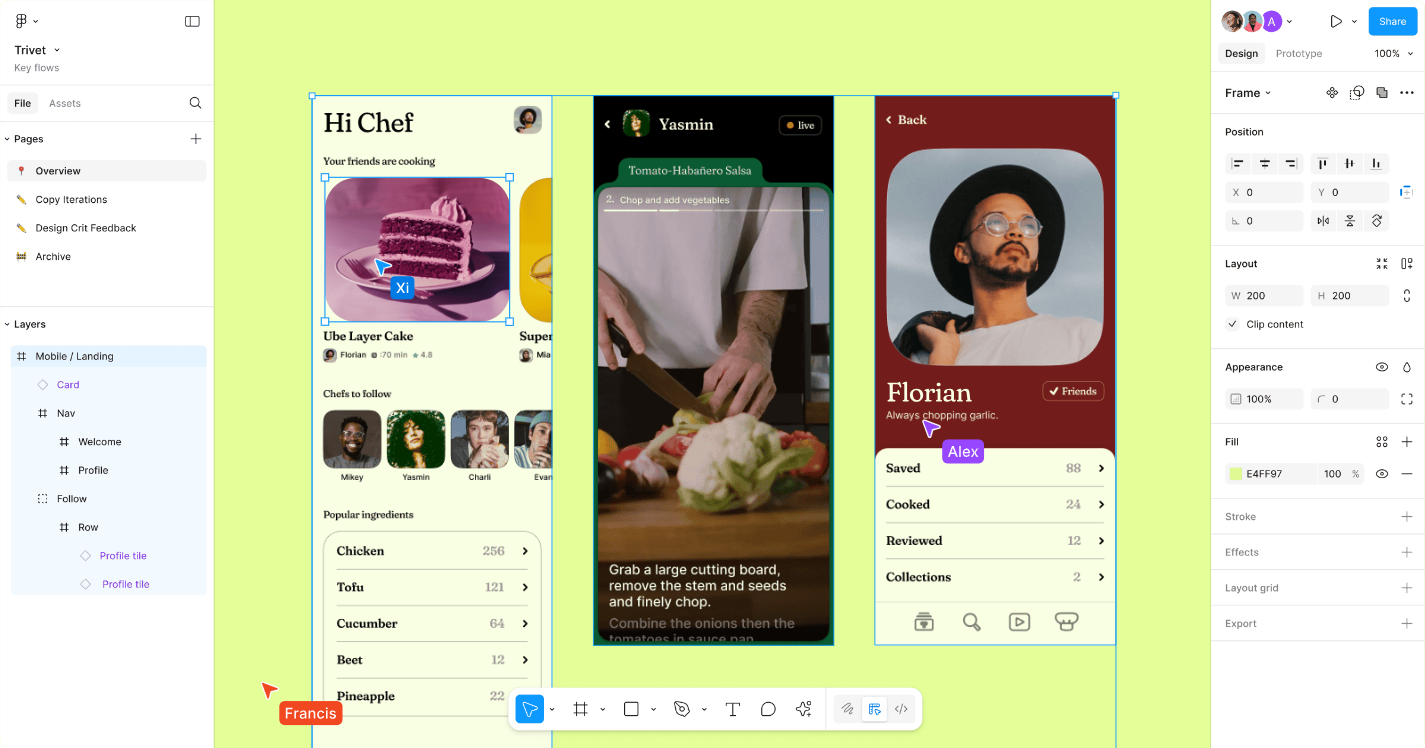 Trivet
Key flows
File
Assets
Pages
Overview
Copy Iterations
Design Crit Feedback
Archive
Layers
Mobile / Landing
Card
Nav
Welcome
Profile
Follow
Row
Profile tile
Profile tile
Hi Chef
Your friends are cooking
Xi
Ube Layer Cake
Super
Florian :70 min 4.8
Mia
Chefs to follow
Mikey
Yasmin
Charli
Evan
Popular ingredients
Chicken 256
Tofu 121
Cucumber 64
Beet 12
Pineapple 22
Francis
Yasmin
live
Tomato-Habañero Salsa
2. Chop and add vegetables
Grab a large cutting board,
remove the stem and seeds
and finely chop.
Combine the onions then the
tomatoes in sauce pan
Back
Florian
Friends
Always chopping garlic.
Alex
Saved 88
Cooked 24
Reviewed 12
Collections 2
A
Share
Design
Prototype
100%
Frame
Position
X 0
Y 0
0
Layout
W 200
H 200
Clip content
Appearance
100%
0
Fill
E4FF97 100 %
Stroke
Effects
Layout grid
Export